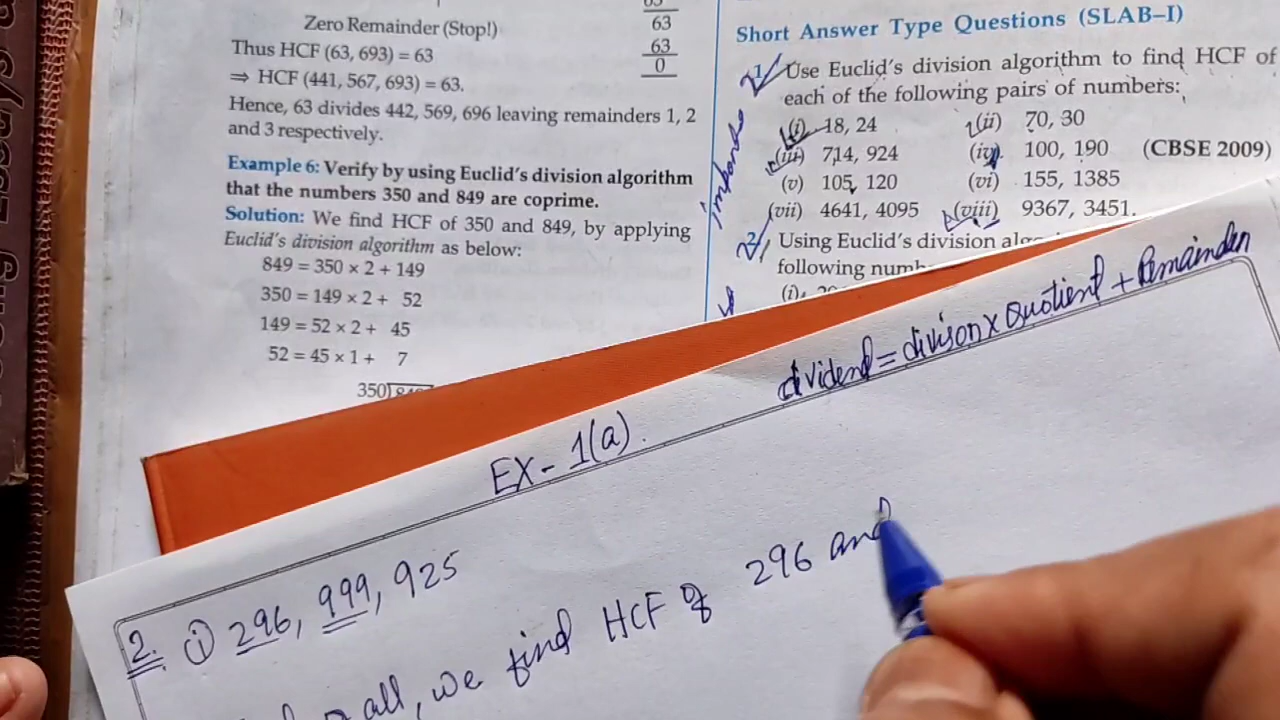 63
Zero Remainder (Stop!)
63
Thus HCF (63, 693) = 63
0
⇒ HCF (441, 567, 693) = 63.
Hence, 63 divides 442, 569, 696 leaving remainders 1, 2
and 3 respectively.
Example 6: Verify by using Euclid's division algorithm
that the numbers 350 and 849 are coprime.
Solution: We find HCF of 350 and 849, by applying
Euclid's division algorithm as below:
849 = 350 × 2 + 149
350 = 149 × 2 + 52
149 = 52 × 2 + 45
52 = 45 × 1 + 7
350)849
Short Answer Type Questions (SLAB–I)
1 Use Euclid's division algorithm to find HCF of
each of the following pairs of numbers:
(i) 18, 24 (ii) 70, 30
(iii) 714, 924 (iv) 100, 190 (CBSE 2009)
(v) 105, 120 (vi) 155, 1385
(vii) 4641, 4095 (viii) 9367, 3451.
2, Using Euclid's division
following
(i)
dividend = divison × Quotient + Remainder
EX - 1(a).
2. (i) 296, 999, 925
all, we find HCF of 296 and